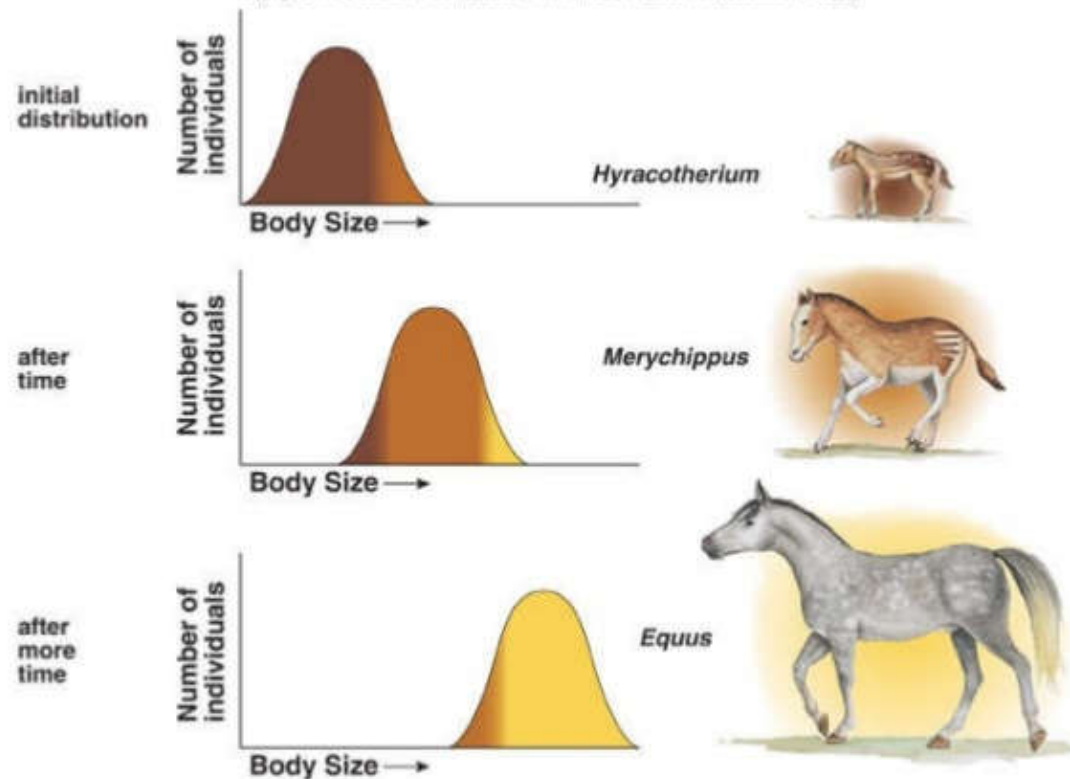 initial
distribution
Number of
individuals
Body Size
Hyracotherium
after
time
Number of
individuals
Body Size
Merychippus
after
more
time
Number of
individuals
Body Size
Equus